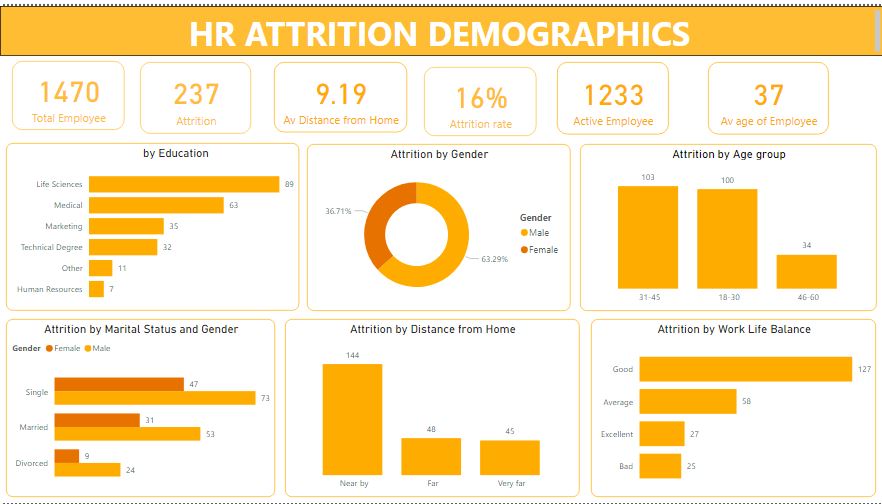 HR ATTRITION DEMOGRAPHICS
1470
Total Employee
237
Attrition
9.19
Av Distance from Home
16%
Attrition rate
1233
Active Employee
37
Av age of Employee
by Education
Life Sciences 89
Medical 63
Marketing 35
Technical Degree 32
Other 11
Human Resources 7
Attrition by Gender
36.71%
63.29%
Gender
Male
Female
Attrition by Age group
103 100 34
31-45 18-30 46-60
Attrition by Marital Status and Gender
Gender Female Male
Single 47
73
Married 31
53
Divorced 9
24
Attrition by Distance from Home
144 48 45
Near by Far Very far
Attrition by Work Life Balance
Good 127
Average 58
Excellent 27
Bad 25